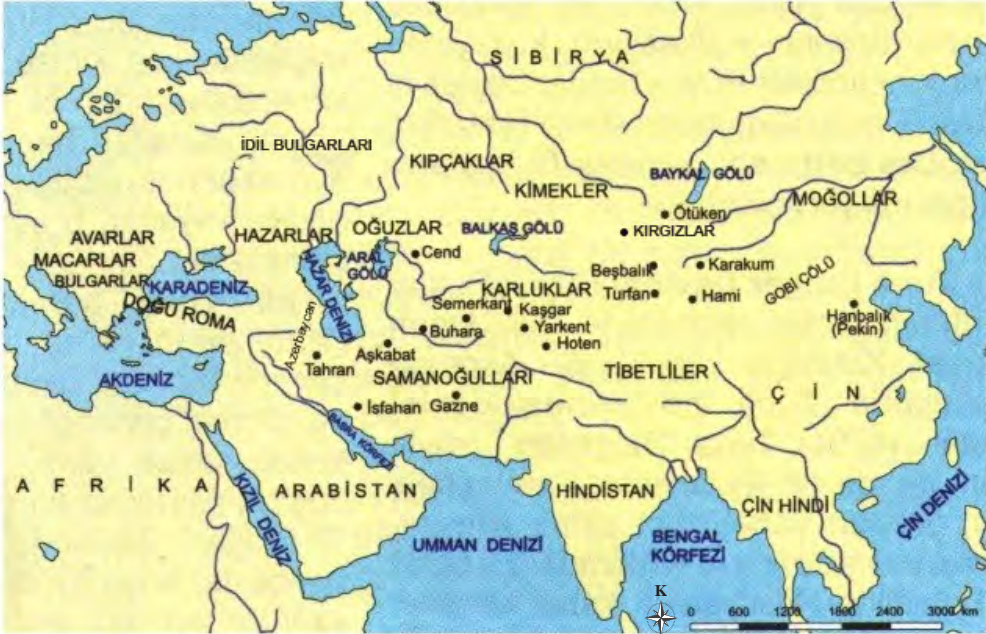 SİBİRYA
İDİL BULGARLARI
KIPÇAKLAR
KİMEKLER
BAYKAL GÖLÜ
MOĞOLLAR
Ötüken
KIRGIZLAR
AVARLAR
MACARLAR
BULGARLAR
HAZARLAR
OĞUZLAR
BALKAŞ GÖLÜ
Cend
ARAL
GÖLÜ
HAZAR DENİZİ
KARADENİZ
DOĞU ROMA
Azerbaycan
Beşbalık
Karakum
Turfan
Hami
GOBİ ÇÖLÜ
Hanbalık
(Pekin)
KARLUKLAR
Semerkant
Kaşgar
Buhara
Yarkent
Hoten
Aşkabat
Tahran
AKDENİZ
SAMANOĞULLARI
TİBETLİLER
ÇİN
İsfahan
Gazne
BASRA KÖRFEZİ
AFRİKA
KIZIL DENİZ
ARABİSTAN
HİNDİSTAN
ÇİN HİNDİ
ÇİN DENİZİ
UMMAN DENİZİ
BENGAL
KÖRFEZİ
K
0 600 1200 1800 2400 3000 km